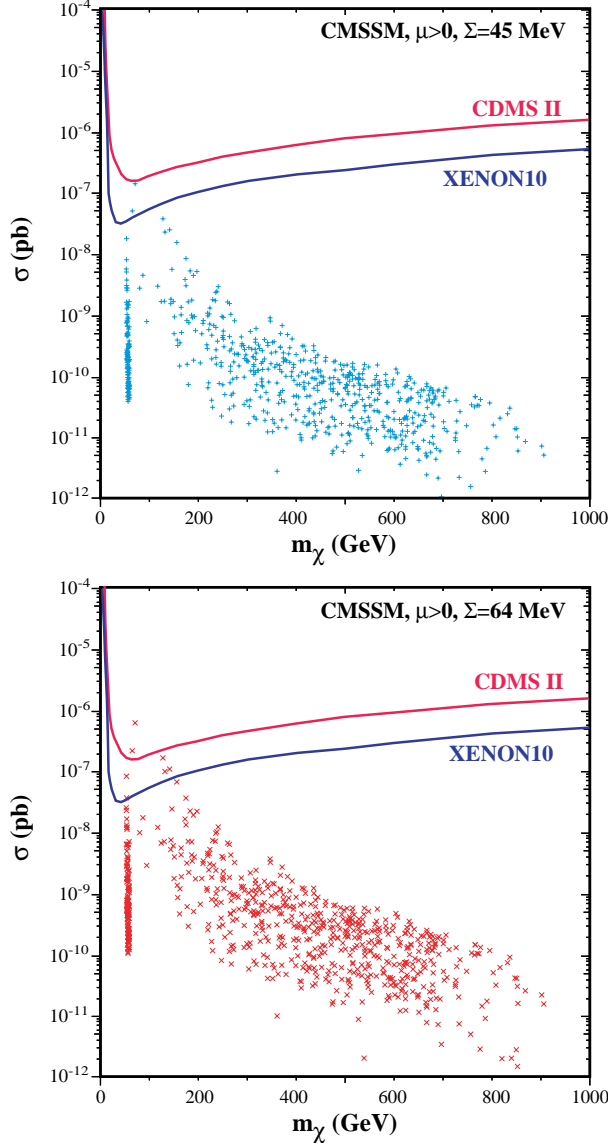 10⁻⁴
CMSSM, μ>0, Σ=45 MeV
10⁻⁵
CDMS II
10⁻⁶
XENON10
10⁻⁷
σ (pb)
10⁻⁸
10⁻⁹
10⁻¹⁰
10⁻¹¹
10⁻¹²
0 200 400 600 800 1000
mχ (GeV)
10⁻⁴
CMSSM, μ>0, Σ=64 MeV
10⁻⁵
CDMS II
10⁻⁶
XENON10
10⁻⁷
σ (pb)
10⁻⁸
10⁻⁹
10⁻¹⁰
10⁻¹¹
10⁻¹²
0 200 400 600 800 1000
mχ (GeV)